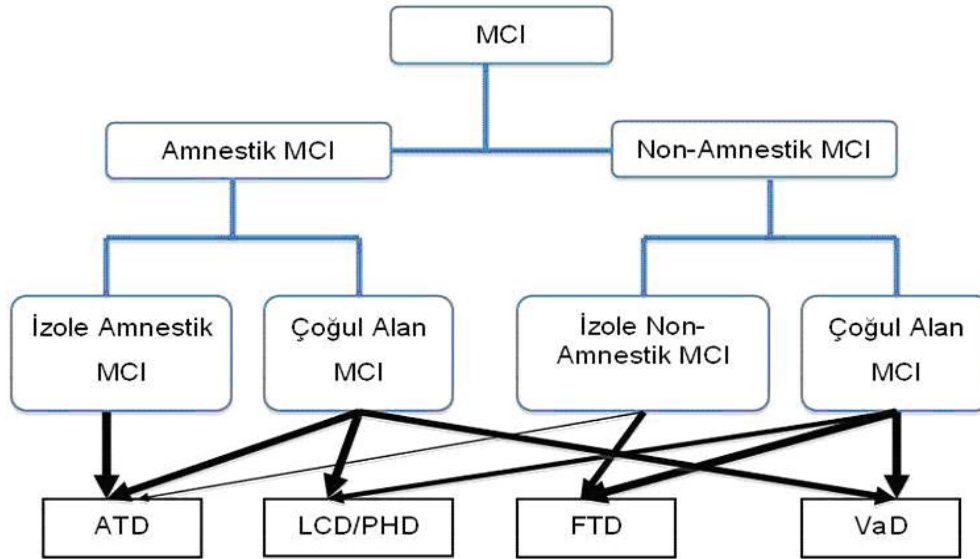 MCI
Amnestik MCI
Non-Amnestik MCI
İzole Amnestik
MCI
Çoğul Alan
MCI
İzole Non-
Amnestik MCI
Çoğul Alan
MCI
ATD
LCD/PHD
FTD
VaD